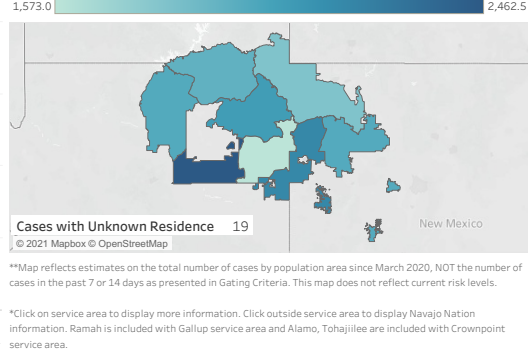 1,573.0 2,462.5
New Mexico
Cases with Unknown Residence 19
© 2021 Mapbox © OpenStreetMap
**Map reflects estimates on the total number of cases by population area since March 2020, NOT the number of
cases in the past 7 or 14 days as presented in Gating Criteria. This map does not reflect current risk levels.
*Click on service area to display more information. Click outside service area to display Navajo Nation
information. Ramah is included with Gallup service area and Alamo, Tohajiilee are included with Crownpoint
service area.